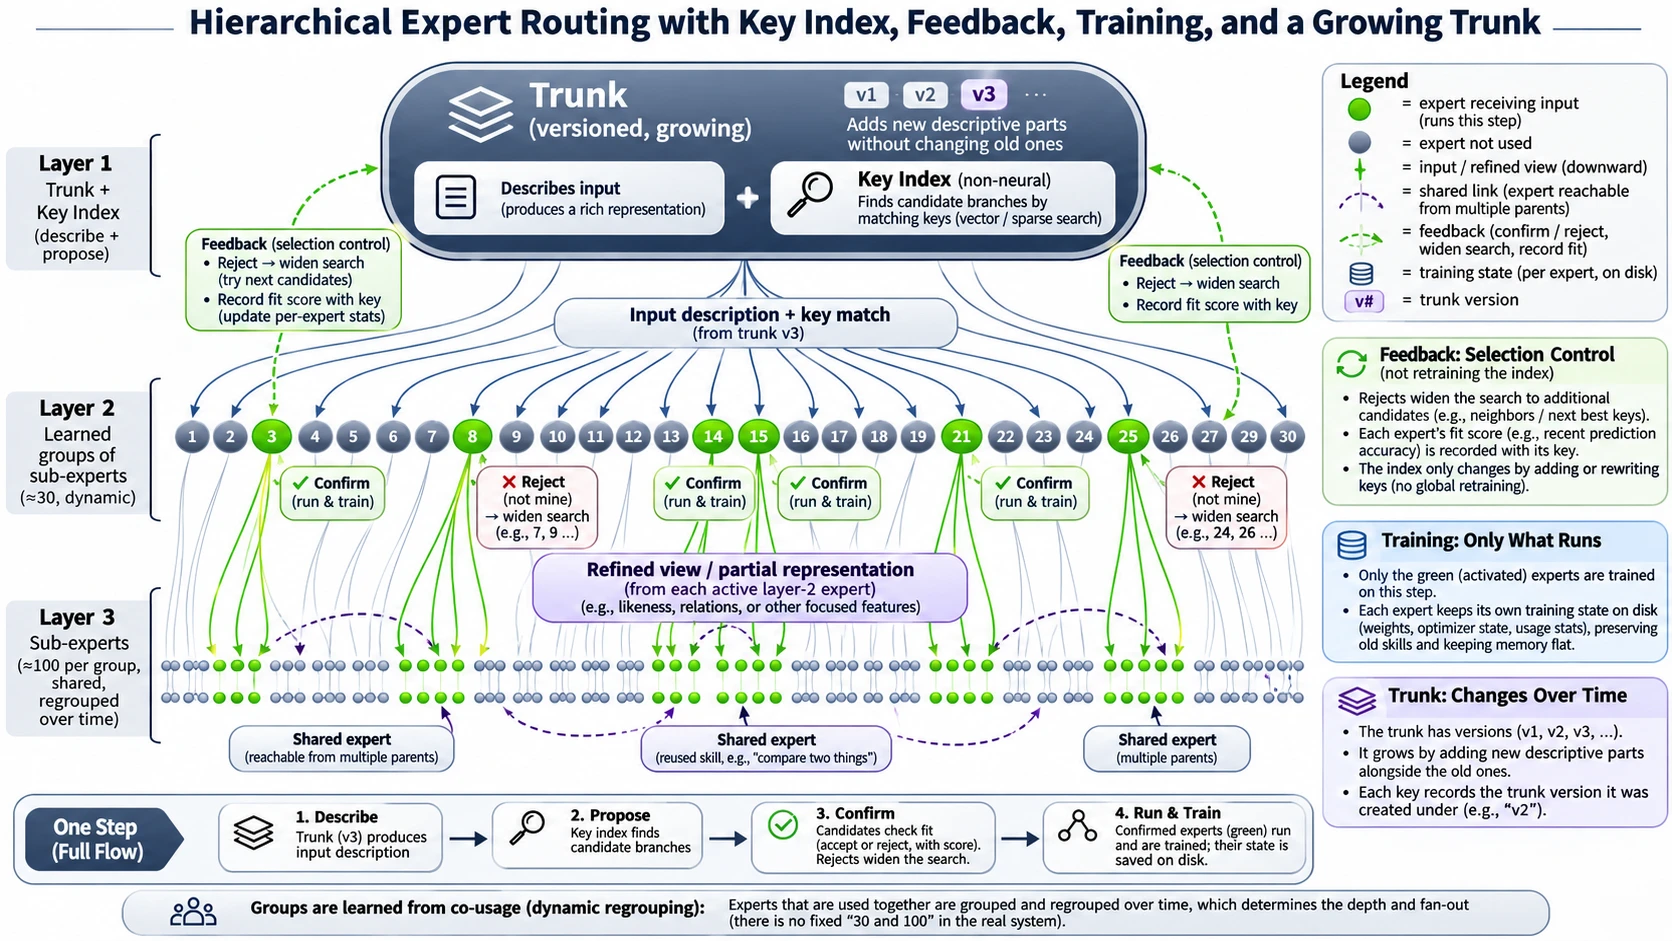 Hierarchical Expert Routing with Key Index, Feedback, Training, and a Growing Trunk
Layer 1
Trunk +
Key Index
(describe +
propose)
Trunk
(versioned, growing)
v1
v2
v3
...
Adds new descriptive parts
without changing old ones
Describes input
(produces a rich representation)
+
Key Index (non-neural)
Finds candidate branches by
matching keys (vector / sparse search)
Feedback (selection control)
• Reject → widen search
(try next candidates)
• Record fit score with key
(update per-expert stats)
Feedback (selection control)
• Reject → widen search
• Record fit score with key
Input description + key match
(from trunk v3)
Layer 2
Learned
groups of
sub-experts
(≈30, dynamic)
1 2 3 4 5 6 7 8 9 10 11 12 13 14 15 16 17 18 19 21 22 23 24 25 26 27 29 30
✓ Confirm
(run & train)
✗ Reject
(not mine)
→ widen search
(e.g., 7, 9 ...)
✓ Confirm
(run & train)
✓ Confirm
(run & train)
✓ Confirm
(run & train)
✗ Reject
(not mine)
→ widen search
(e.g., 24, 26 ...)
Refined view / partial representation
(from each active layer-2 expert)
(e.g., likeness, relations, or other focused features)
Layer 3
Sub-experts
(≈100 per group,
shared,
regrouped
over time)
Shared expert
(reachable from multiple parents)
Shared expert
(reused skill, e.g., "compare two things")
Shared expert
(multiple parents)
One Step
(Full Flow)
1. Describe
Trunk (v3) produces
input description
2. Propose
Key index finds
candidate branches
3. Confirm
Candidates check fit
(accept or reject, with score).
Rejects widen the search.
4. Run & Train
Confirmed experts (green) run
and are trained; their state is
saved on disk.
Groups are learned from co-usage (dynamic regrouping):
Experts that are used together are grouped and regrouped over time, which determines the depth and fan-out
(there is no fixed “30 and 100” in the real system).
Legend
= expert receiving input
(runs this step)
= expert not used
= input / refined view (downward)
= shared link (expert reachable
from multiple parents)
= feedback (confirm / reject,
widen search, record fit)
= training state (per expert, on disk)
v# = trunk version
Feedback: Selection Control
(not retraining the index)
• Rejects widen the search to additional
candidates (e.g., neighbors / next best keys).
• Each expert's fit score (e.g., recent prediction
accuracy) is recorded with its key.
• The index only changes by adding or rewriting
keys (no global retraining).
Training: Only What Runs
• Only the green (activated) experts are trained
on this step.
• Each expert keeps its own training state on disk
(weights, optimizer state, usage stats), preserving
old skills and keeping memory flat.
Trunk: Changes Over Time
• The trunk has versions (v1, v2, v3, ...).
• It grows by adding new descriptive parts
alongside the old ones.
• Each key records the trunk version it was
created under (e.g., “v2”).